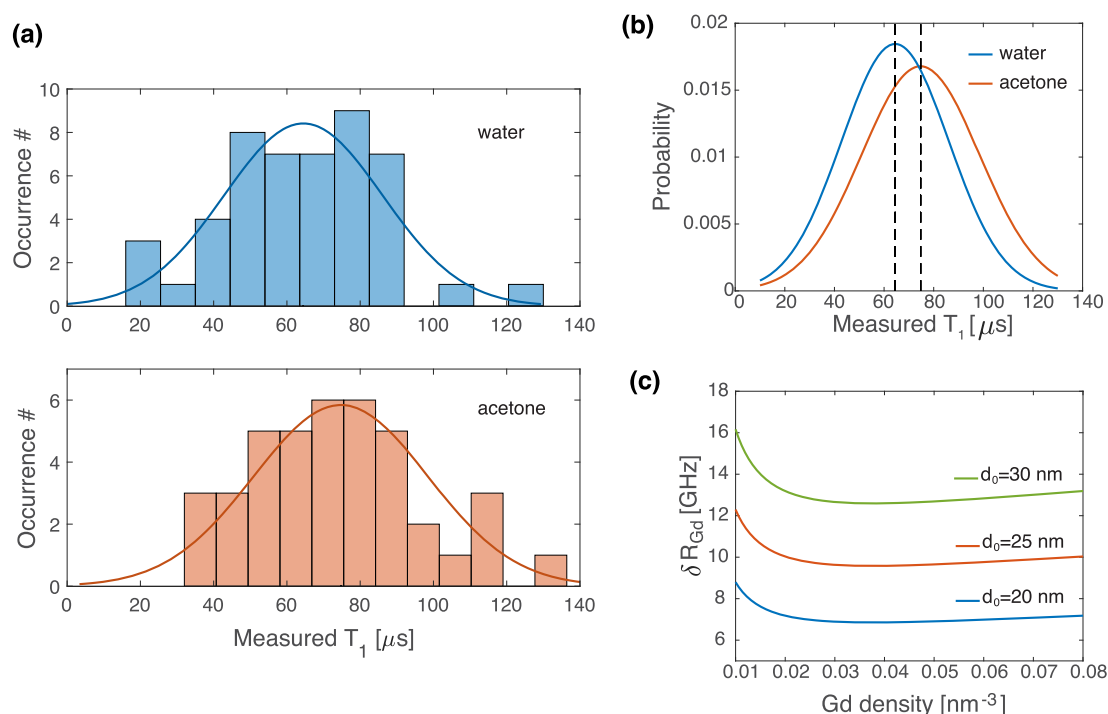 (a)
Occurrence #
10
8
6
4
2
0
water
0 20 40 60 80 100 120 140
Occurrence #
6
4
2
0
acetone
0 20 40 60 80 100 120 140
Measured T1 [μs]
(b)
Probability
0.02
0.015
0.01
0.005
0
water
acetone
0 20 40 60 80 100 120 140
Measured T1 [μs]
(c)
δ RGd [GHz]
18
16
14
12
10
8
6
d0=30 nm
d0=25 nm
d0=20 nm
0.01 0.02 0.03 0.04 0.05 0.06 0.07 0.08
Gd density [nm-3]